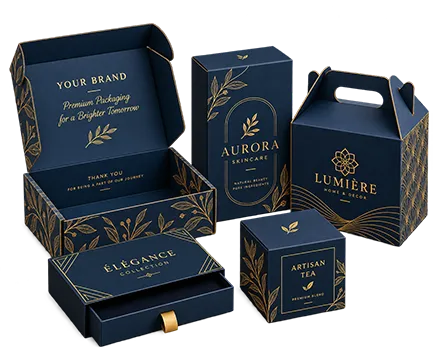 YOUR BRAND
Premium Packaging
for a Brighter Tomorrow
THANK YOU
FOR BEING A PART OF OUR JOURNEY
AURORA
SKINCARE
NATURAL BEAUTY
PURE INGREDIENTS
LUMIÈRE
HOME & DECOR
ÉLÉGANCE
COLLECTION
ARTISAN
TEA
PREMIUM BLEND